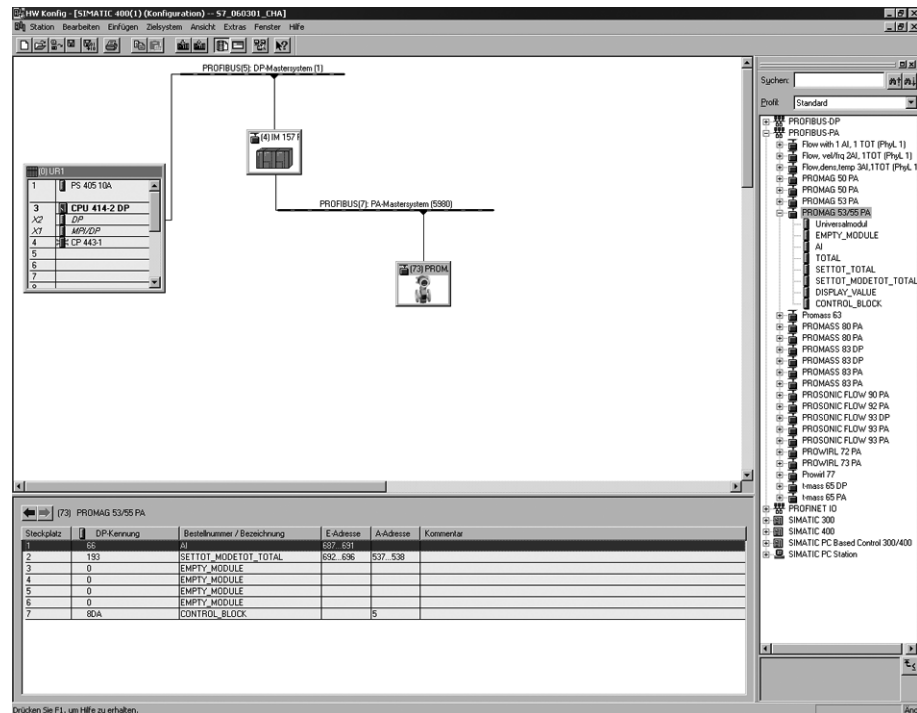 HW Konfig - [SIMATIC 400(1) (Konfiguration) -- S7_060301_CHA]
Station Bearbeiten Einfügen Zielsystem Ansicht Extras Fenster Hilfe
PROFIBUS(5): DP-Mastersystem (1)
(4) IM 157 F
(0) UR1
1 PS 405 10A
3 CPU 414-2 DP
X2 DP
X1 MPI/DP
4 CP 443-1
5
6
7
PROFIBUS(7): PA-Mastersystem (5980)
(73) PROM
Suchen:
Profil: Standard
PROFIBUS-DP
PROFIBUS-PA
Flow with 1 AI, 1 TOT (PhyL 1)
Flow, vel/frq 2AI, 1TOT (PhyL 1)
Flow,dens,temp 3AI,1TOT (PhyL 1
PROMAG 50 PA
PROMAG 50 PA
PROMAG 53 PA
PROMAG 53/55 PA
Universalmodul
EMPTY_MODULE
AI
TOTAL
SETTOT_TOTAL
SETTOT_MODETOT_TOTAL
DISPLAY_VALUE
CONTROL_BLOCK
Promass 63
PROMASS 80 PA
PROMASS 80 PA
PROMASS 83 DP
PROMASS 83 DP
PROMASS 83 PA
PROMASS 83 PA
PROSONIC FLOW 90 PA
PROSONIC FLOW 92 PA
PROSONIC FLOW 93 DP
PROSONIC FLOW 93 PA
PROSONIC FLOW 93 PA
PROWIRL 72 PA
PROWIRL 73 PA
Prowirl 77
t-mass 65 DP
t-mass 65 PA
PROFINET IO
SIMATIC 300
SIMATIC 400
SIMATIC PC Based Control 300/400
SIMATIC PC Station
(73) PROMAG 53/55 PA
Steckplatz DP-Kennung Bestellnummer / Bezeichnung E-Adresse A-Adresse Kommentar
1 66 AI 687...691
2 193 SETTOT_MODETOT_TOTAL 692...696 537...538
3 0 EMPTY_MODULE
4 0 EMPTY_MODULE
5 0 EMPTY_MODULE
6 0 EMPTY_MODULE
7 8DA CONTROL_BLOCK 5
Drücken Sie F1, um Hilfe zu erhalten.